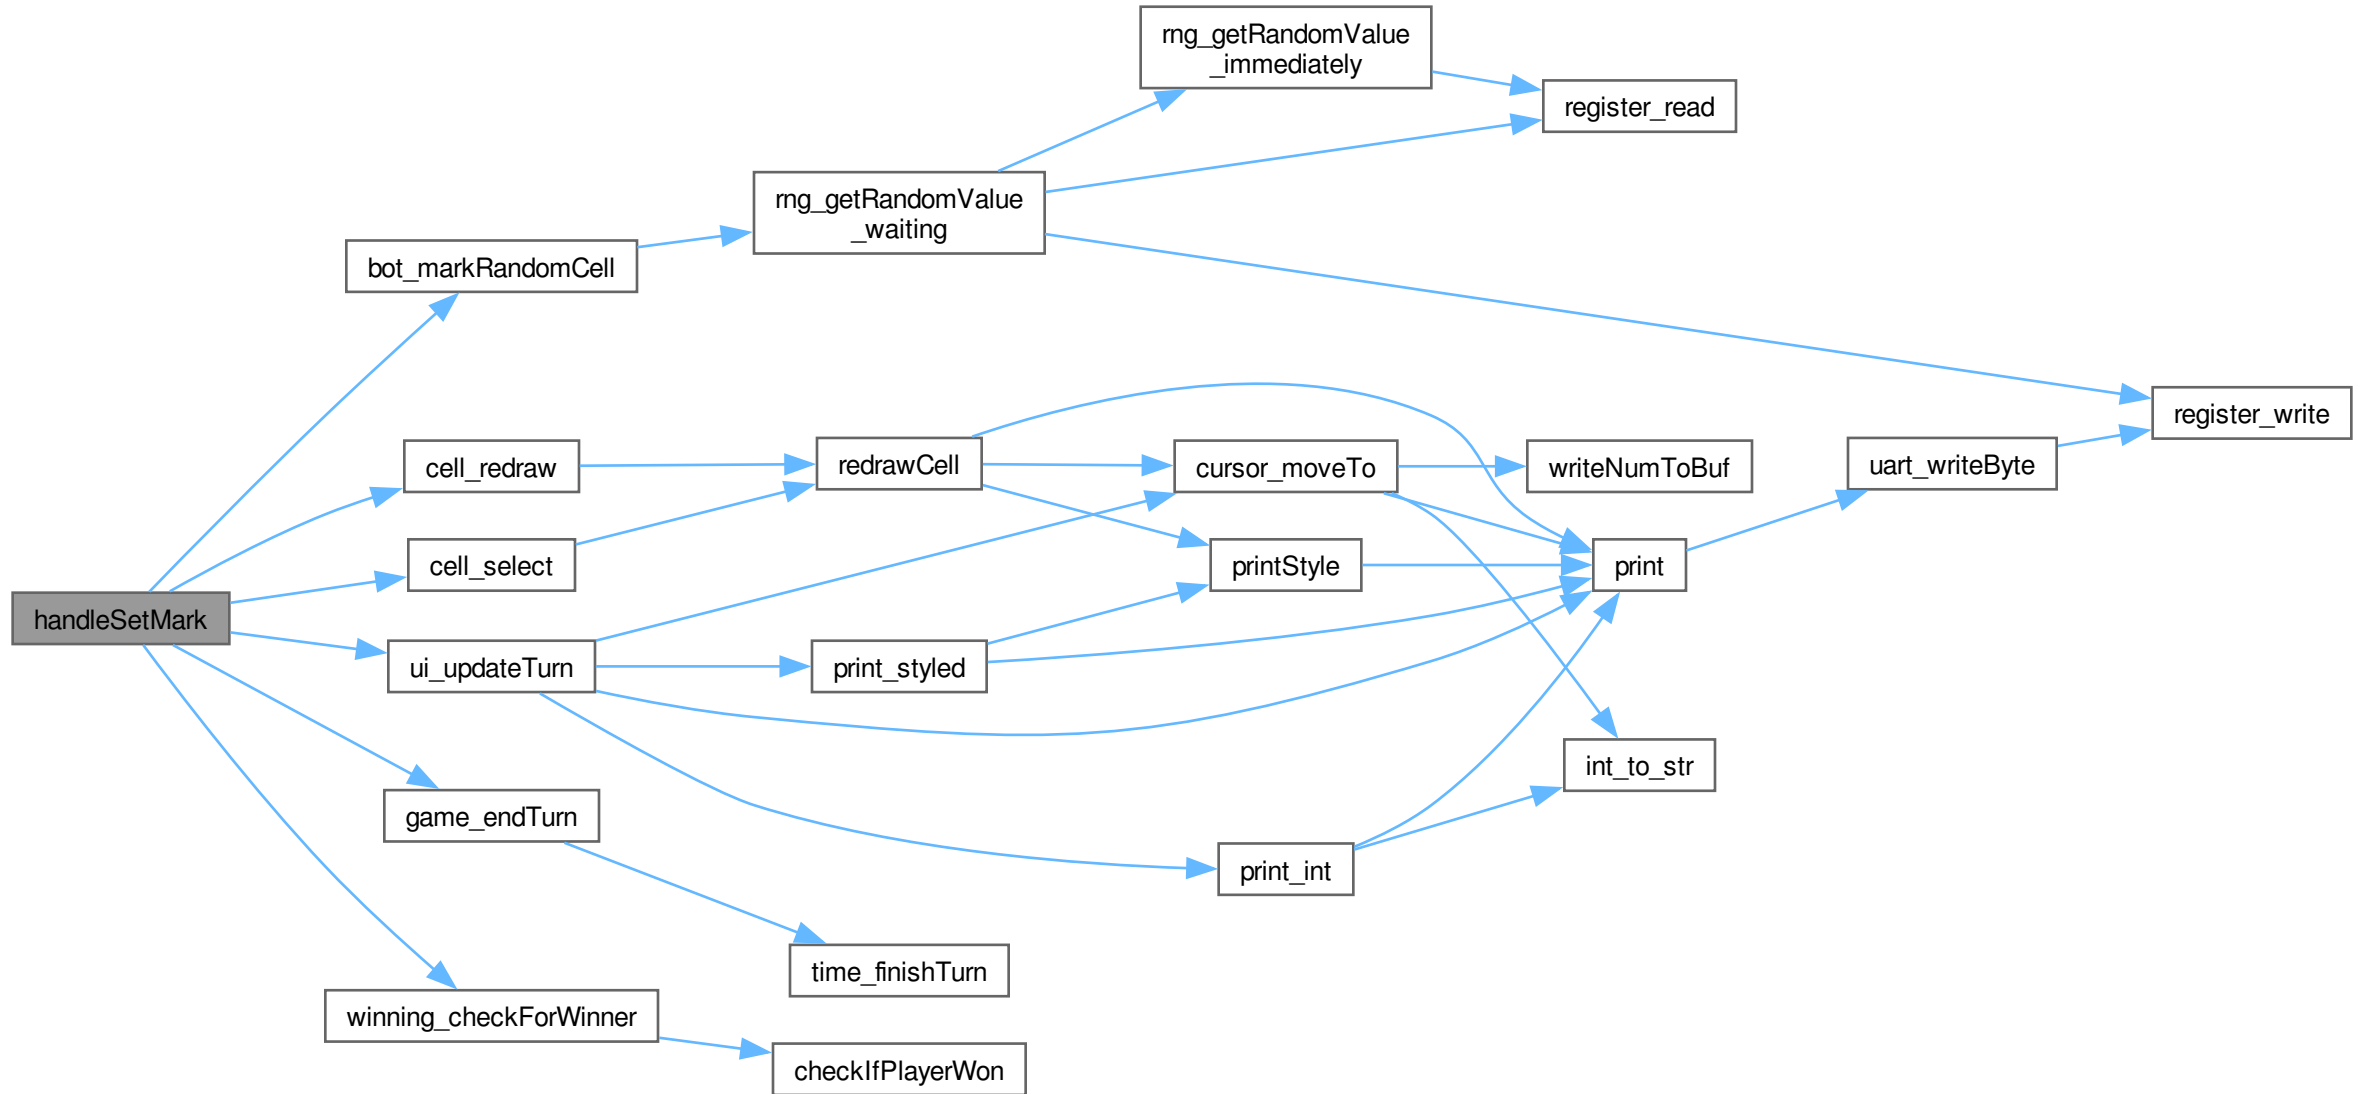 rng_getRandomValue
_immediately
register_read
rng_getRandomValue
_waiting
bot_markRandomCell
register_write
cell_redraw
redrawCell
cursor_moveTo
writeNumToBuf
uart_writeByte
cell_select
printStyle
print
handleSetMark
ui_updateTurn
print_styled
int_to_str
game_endTurn
print_int
time_finishTurn
winning_checkForWinner
checkIfPlayerWon